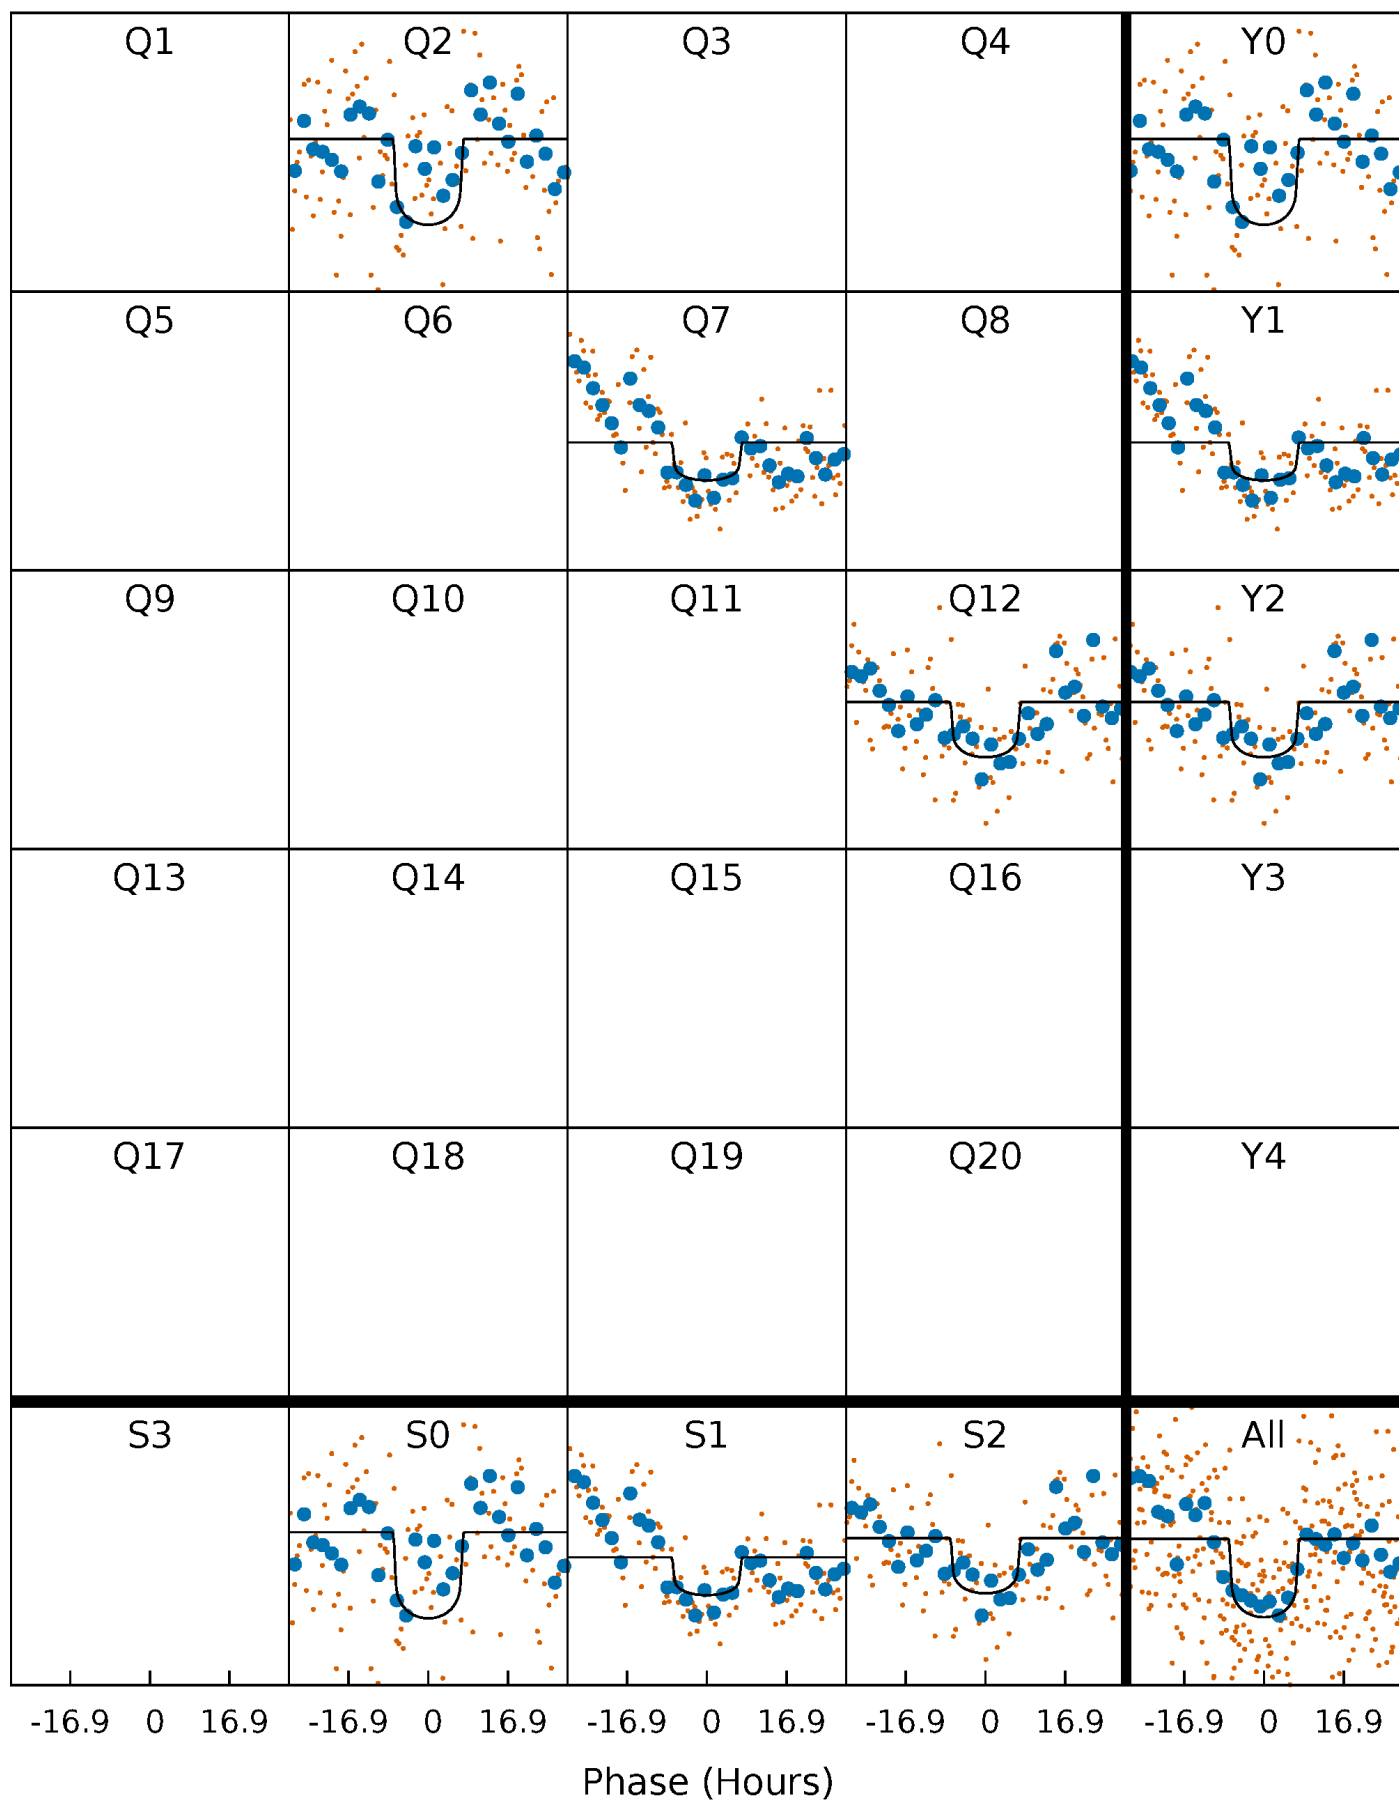 Q1 Q2 Q3 Q4 Y0
Q5 Q6 Q7 Q8 Y1
Q9 Q10 Q11 Q12 Y2
Q13 Q14 Q15 Q16 Y3
Q17 Q18 Q19 Q20 Y4
S3 S0 S1 S2 All
-16.9 0 16.9 -16.9 0 16.9 -16.9 0 16.9 -16.9 0 16.9 -16.9 0 16.9
Phase (Hours)